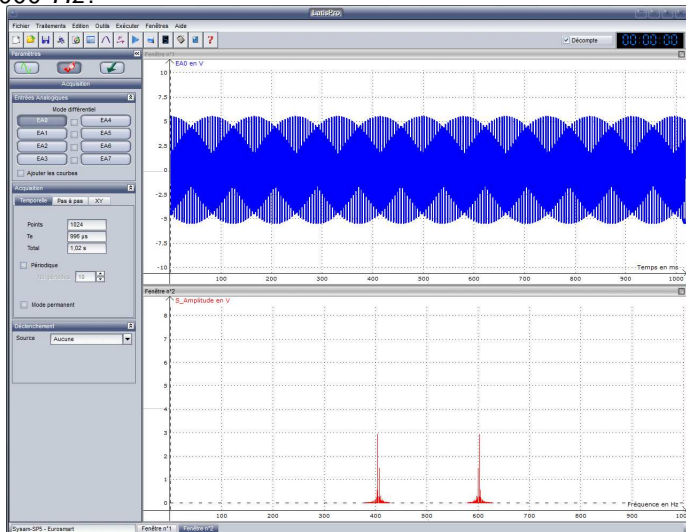 LatisPro
Fichier Traitements Edition Outils Exécuter Fenêtres Aide
Décompte
00:00:00
Paramètres
Acquisition
Entrées Analogiques
Mode différentiel
EA0 EA4
EA1 EA5
EA2 EA6
EA3 EA7
Ajouter les courbes
Acquisition
Temporelle Pas à pas XY
Points 1024
Te 996 µs
Total 1,02 s
Périodique
10
Mode permanent
Déclenchement
Source Aucune
Sysam-SP5 - Eurosmart
Fenêtre n°1
EA0 en V
10
7.5
5
2.5
0
-2.5
-5
-7.5
-10
Temps en ms
100 200 300 400 500 600 700 800 900 1000
Fenêtre n°2
S_Amplitude en V
8
7
6
5
4
3
2
1
0
Fréquence en Hz
100 200 300 400 500 600 700 800 900
Fenêtre n°1 Fenêtre n°2